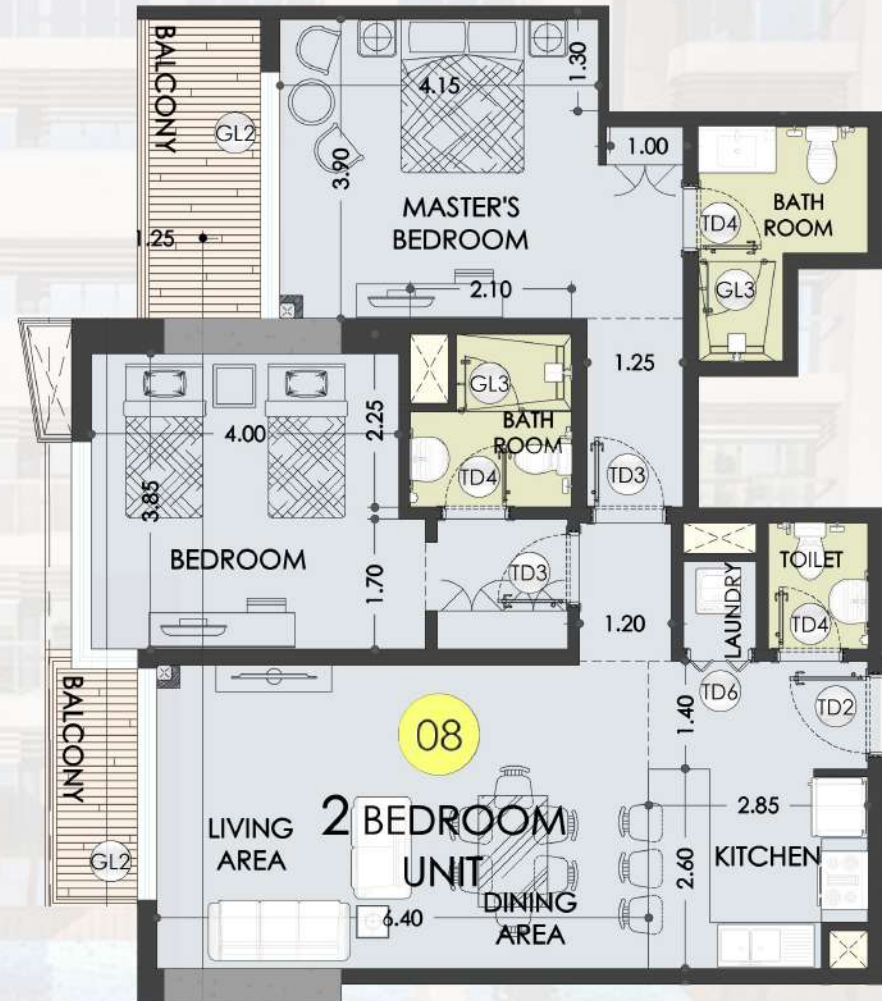 BALCONY
GL2
1.25
4.15
1.30
3.90
MASTER'S
BEDROOM
2.10
1.00
TD4
BATH
ROOM
GL3
1.25
TD3
GL3
BATH
ROOM
TD4
4.00
2.25
3.85
BEDROOM
1.70
TD3
1.20
LAUNDRY
TD6
TOILET
TD4
TD2
1.40
BALCONY
GL2
08
2 BEDROOM
UNIT
LIVING
AREA
6.40
DINING
AREA
2.85
2.60
KITCHEN